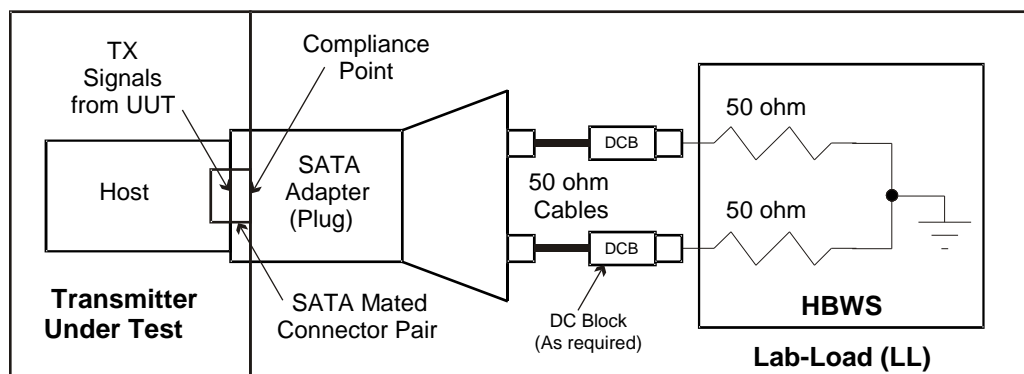 TX
Signals
from UUT
Compliance
Point
Host
SATA
Adapter
(Plug)
Transmitter
Under Test
SATA Mated
Connector Pair
DCB
50 ohm
Cables
DCB
DC Block
(As required)
50 ohm
50 ohm
HBWS
Lab-Load (LL)